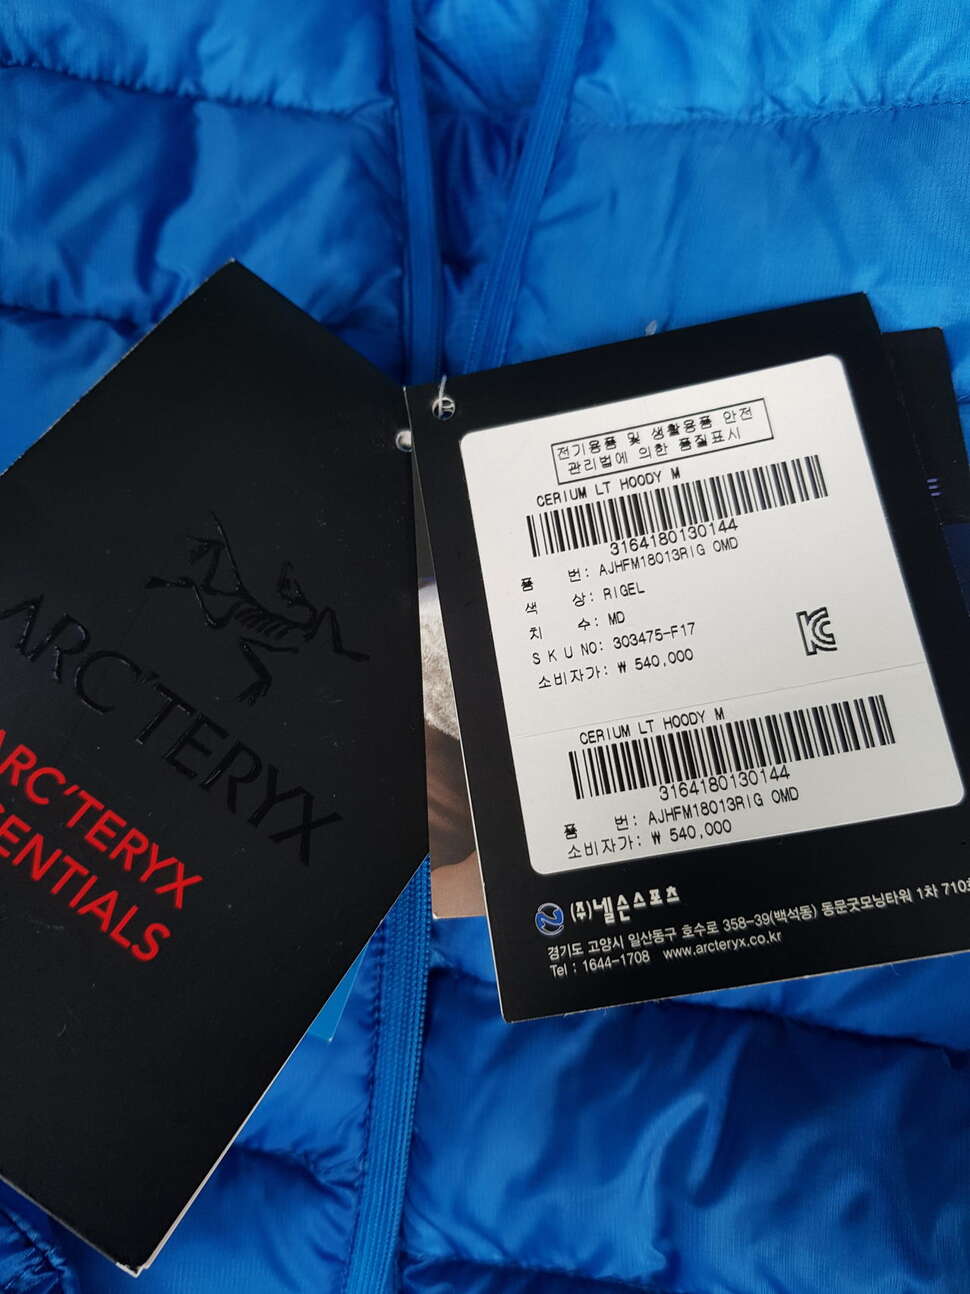 ARC'TERYX
ARC'TERYX
전기용품 및 생활용품 안전
관리법에 의한 품질표시
CERIUM LT HOODY M
3164180130144
품 번: AJHFM18013RIG 0MD
색 상: RIGEL
치 수: MD
SKU NO: 303475-F17
소비자가: ₩ 540,000
CERIUM LT HOODY M
3164180130144
품 번: AJHFM18013RIG 0MD
소비자가: ₩ 540,000
(주)넬슨스포츠
경기도 고양시 일산동구 호수로 358-39(백석동) 동문굿모닝타워 1차
Tel : 1644-1708 www.arcteryx.co.kr